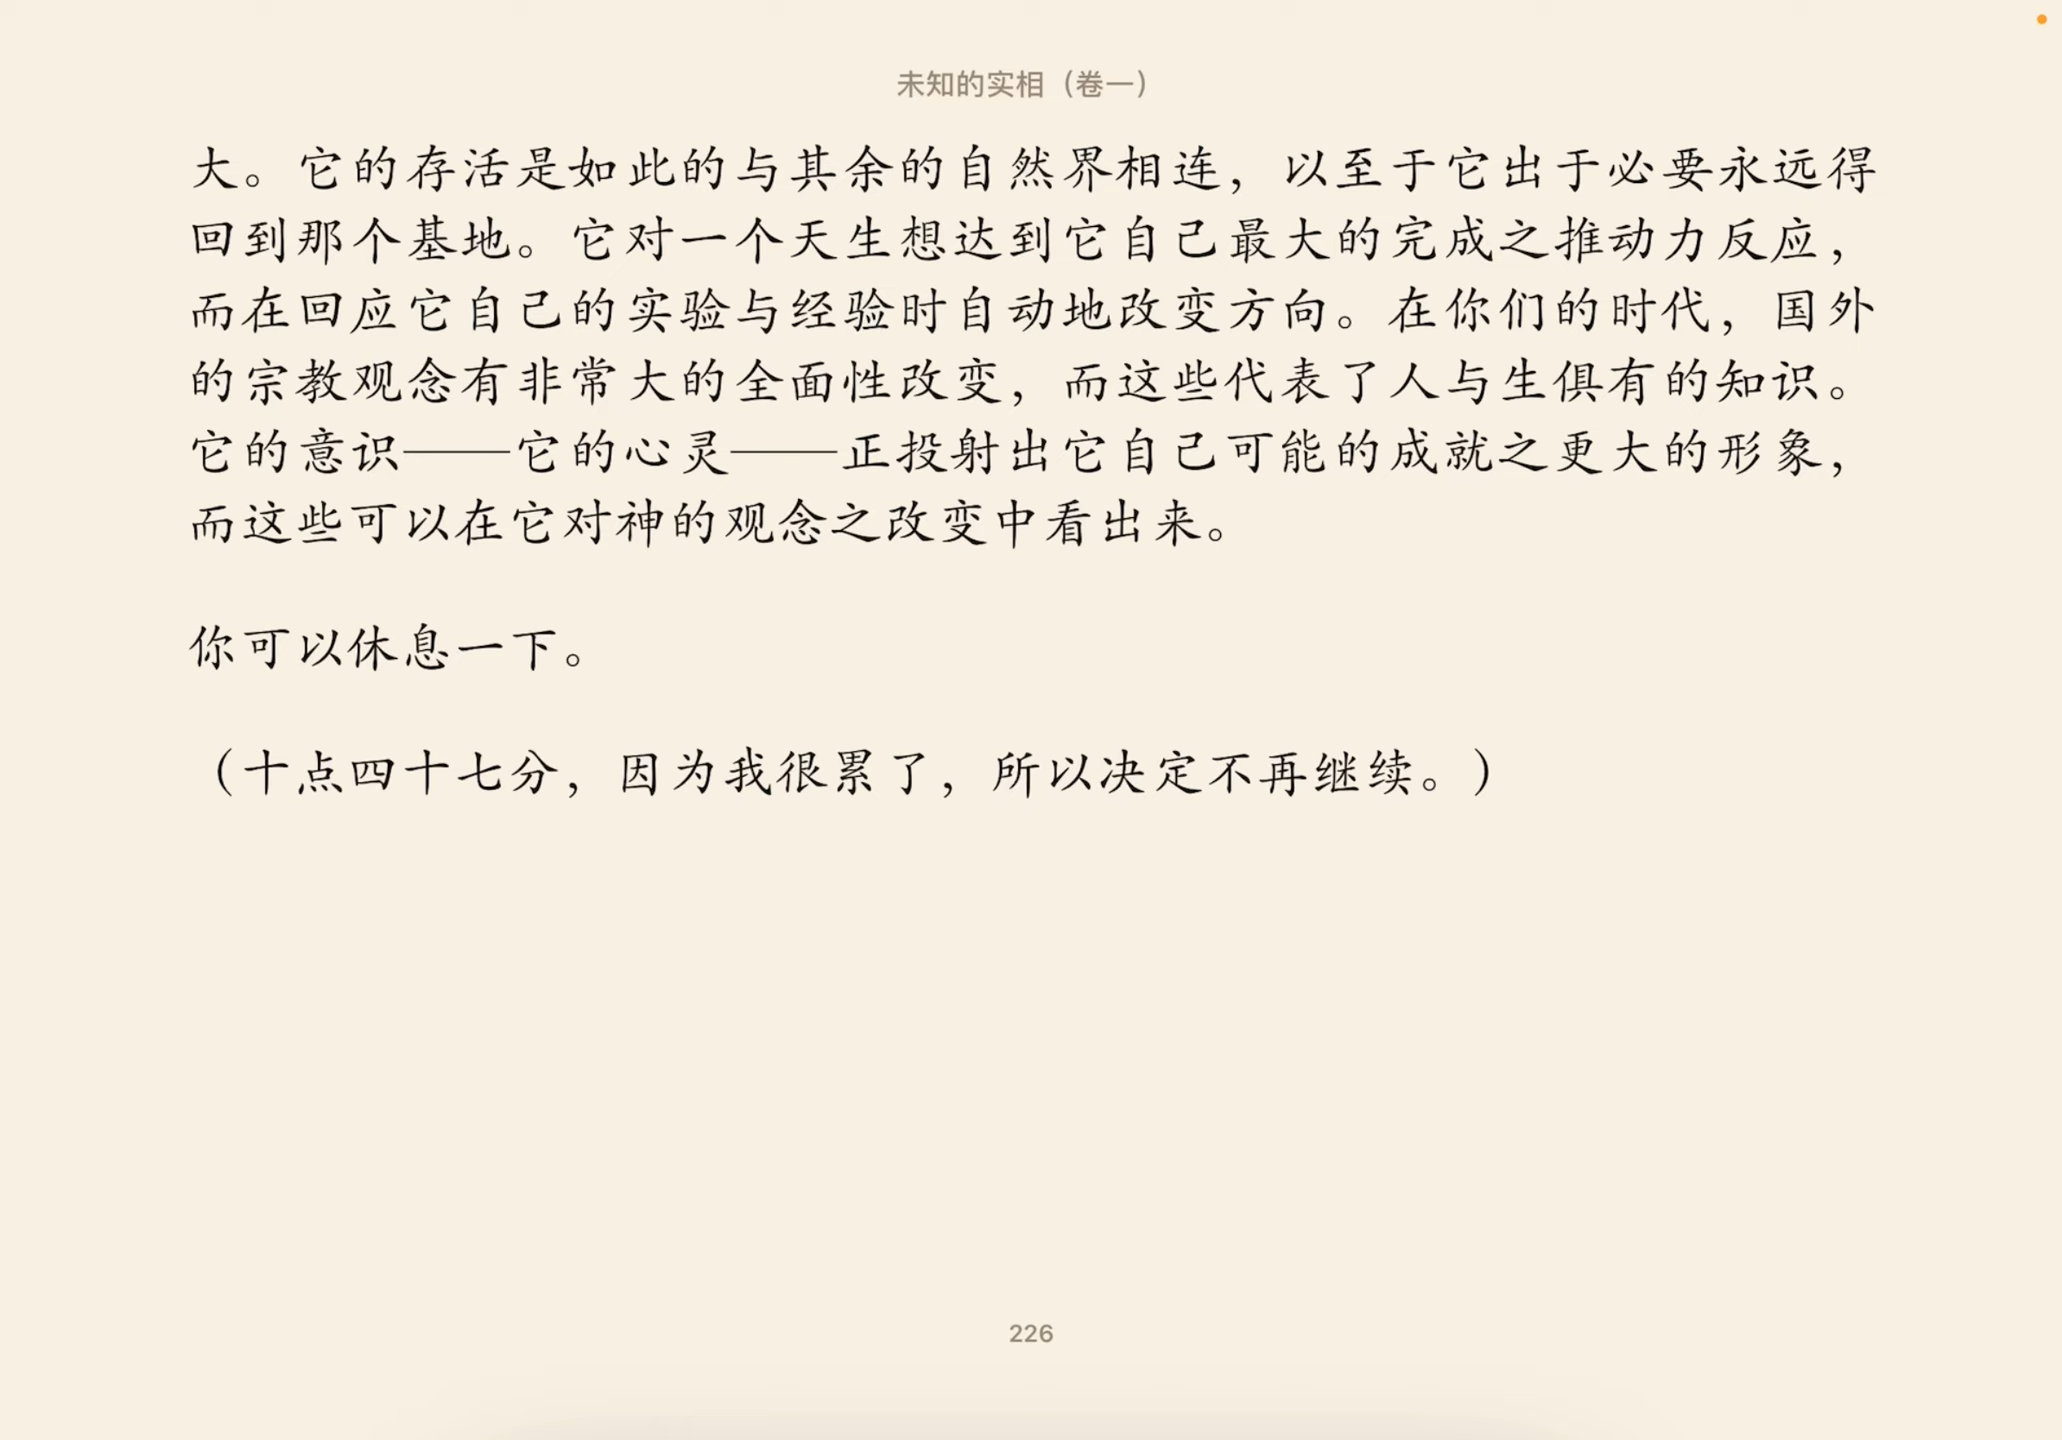 未知的实相（卷一）
大。它的存活是如此的与其余的自然界相连，以至于它出于必要永远得
回到那个基地。它对一个天生想达到它自己最大的完成之推动力反应，
而在回应它自己的实验与经验时自动地改变方向。在你们的时代，国外
的宗教观念有非常大的全面性改变，而这些代表了人与生俱有的知识。
它的意识——它的心灵——正投射出它自己可能的成就之更大的形象，
而这些可以在它对神的观念之改变中看出来。
你可以休息一下。
（十点四十七分，因为我很累了，所以决定不再继续。）
226